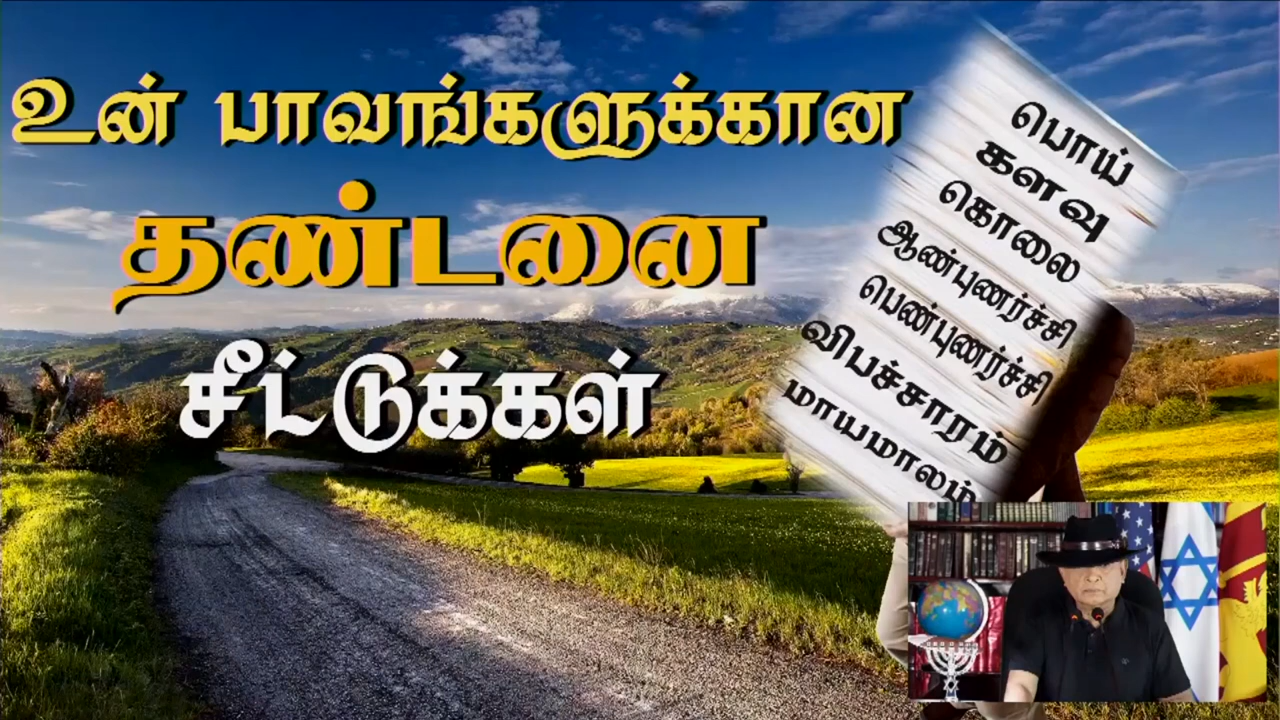 உன் பாவங்களுக்கான
தண்டனை
சீட்டுக்கள்
பொய்
களவு
கொலை
ஆண்புணர்ச்சி
பெண்புணர்ச்சி
விபச்சாரம்
மாயமாலம்